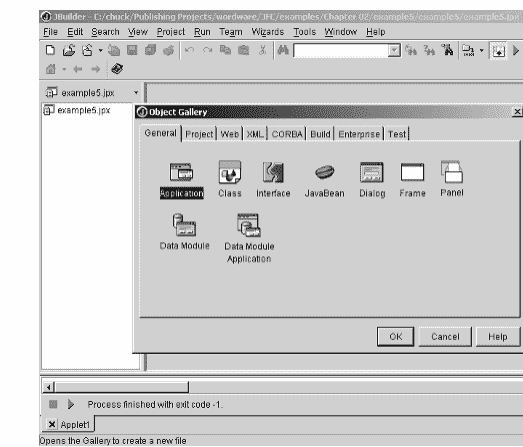 JBuilder - C:/chuck/Publishing Projects/wordware/JFC/examples/Chapter 02/example5/example5/example5.jpx
File Edit Search View Project Run Team Wizards Tools Window Help
example5.jpx
example5.jpx
Object Gallery
General Project Web XML CORBA Build Enterprise Test
Application Class Interface JavaBean Dialog Frame Panel
Data Module Data Module
Application
OK Cancel Help
Process finished with exit code -1.
Applet1
Opens the Gallery to create a new file